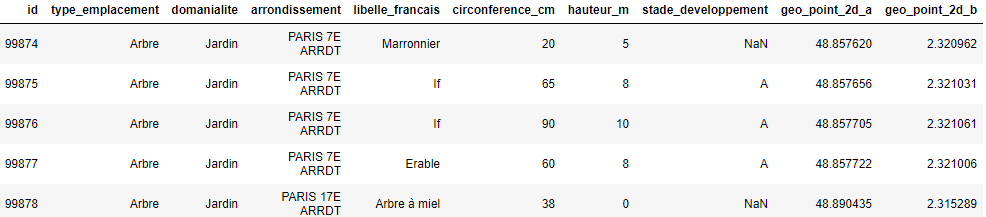 id type_emplacement domanialite arrondissement libelle_francais circonference_cm hauteur_m stade_developpement geo_point_2d_a geo_point_2d_b
99874 Arbre Jardin PARIS 7E ARRDT Marronnier 20 5 NaN 48.857620 2.320962
99875 Arbre Jardin PARIS 7E ARRDT If 65 8 A 48.857656 2.321031
99876 Arbre Jardin PARIS 7E ARRDT If 90 10 A 48.857705 2.321061
99877 Arbre Jardin PARIS 7E ARRDT Erable 60 8 A 48.857722 2.321006
99878 Arbre Jardin PARIS 17E ARRDT Arbre à miel 38 0 NaN 48.890435 2.315289